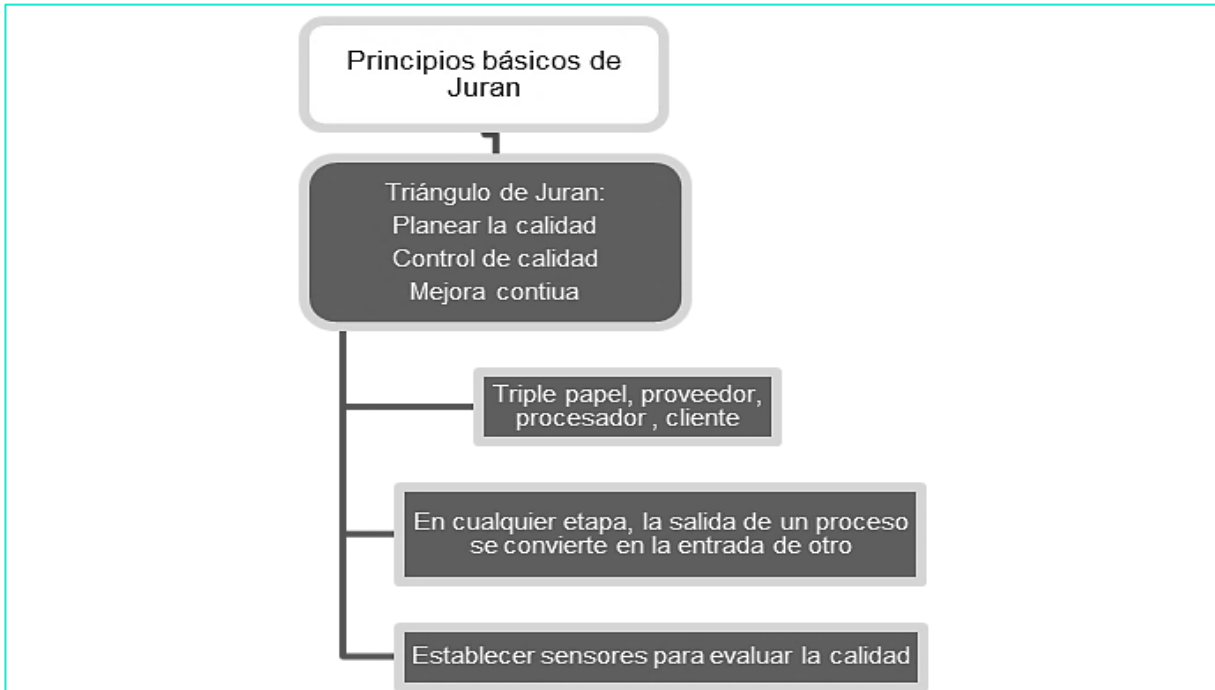 Principios básicos de
Juran
Triángulo de Juran:
Planear la calidad
Control de calidad
Mejora contiua
Triple papel, proveedor,
procesador , cliente
En cualquier etapa, la salida de un proceso
se convierte en la entrada de otro
Establecer sensores para evaluar la calidad